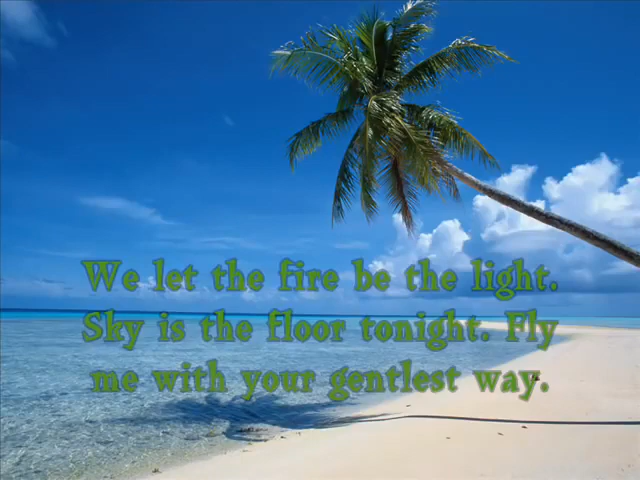 We let the fire be the light.
Sky is the floor tonight. Fly
me with your gentlest way.